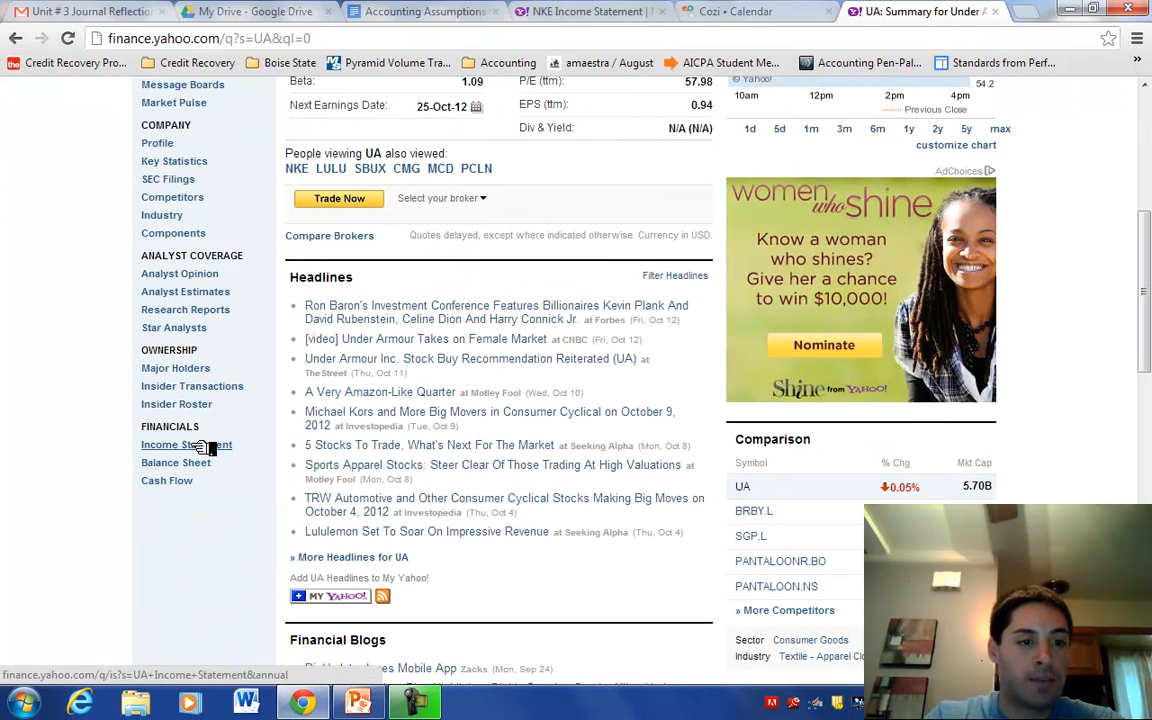 Unit # 3 Journal Reflectio
My Drive - Google Drive
Accounting Assumptions
NKE Income Statement |
Cozi • Calendar
UA: Summary for Under A
finance.yahoo.com/q?s=UA&ql=0
Credit Recovery Pro...
Credit Recovery
Boise State
Pyramid Volume Tra...
Accounting
amaestra / August
AICPA Student Me...
Accounting Pen-Pal...
Standards from Perf...
Message Boards
Market Pulse
COMPANY
Profile
Key Statistics
SEC Filings
Competitors
Industry
Components
ANALYST COVERAGE
Analyst Opinion
Analyst Estimates
Research Reports
Star Analysts
OWNERSHIP
Major Holders
Insider Transactions
Insider Roster
FINANCIALS
Income Statement
Balance Sheet
Cash Flow
Beta: 1.09
P/E (ttm): 57.98
Next Earnings Date: 25-Oct-12
EPS (ttm): 0.94
Div & Yield: N/A (N/A)
People viewing UA also viewed:
NKE LULU SBUX CMG MCD PCLN
Trade Now
Select your broker
Compare Brokers
Quotes delayed, except where indicated otherwise. Currency in USD.
Headlines
Filter Headlines
Ron Baron's Investment Conference Features Billionaires Kevin Plank And
David Rubenstein, Celine Dion And Harry Connick Jr. at Forbes (Fri, Oct 12)
[video] Under Armour Takes on Female Market at CNBC (Fri, Oct 12)
Under Armour Inc. Stock Buy Recommendation Reiterated (UA) at
TheStreet (Thu, Oct 11)
A Very Amazon-Like Quarter at Motley Fool (Wed, Oct 10)
Michael Kors and More Big Movers in Consumer Cyclical on October 9,
2012 at Investopedia (Tue, Oct 9)
5 Stocks To Trade, What's Next For The Market at Seeking Alpha (Mon, Oct 8)
Sports Apparel Stocks: Steer Clear Of Those Trading At High Valuations at
Motley Fool (Mon, Oct 8)
TRW Automotive and Other Consumer Cyclical Stocks Making Big Moves on
October 4, 2012 at Investopedia (Thu, Oct 4)
Lululemon Set To Soar On Impressive Revenue at Seeking Alpha (Thu, Oct 4)
» More Headlines for UA
Add UA Headlines to My Yahoo!
MY YAHOO!
Financial Blogs
Mobile App Zacks (Mon, Sep 24)
© Yahoo!
54.2
10am 12pm 2pm 4pm
Previous Close
1d 5d 1m 3m 6m 1y 2y 5y max
customize chart
AdChoices
women
who shine?
Know a woman
who shines?
Give her a chance
to win $10,000!
Nominate
Shine from YAHOO!
Comparison
Symbol % Chg Mkt Cap
UA 0.05% 5.70B
BRBY.L
SGP.L
PANTALOONR.BO
PANTALOON.NS
» More Competitors
Sector Consumer Goods
Industry Textile - Apparel Clo
finance.yahoo.com/q/is?s=UA+Income+Statement&annual